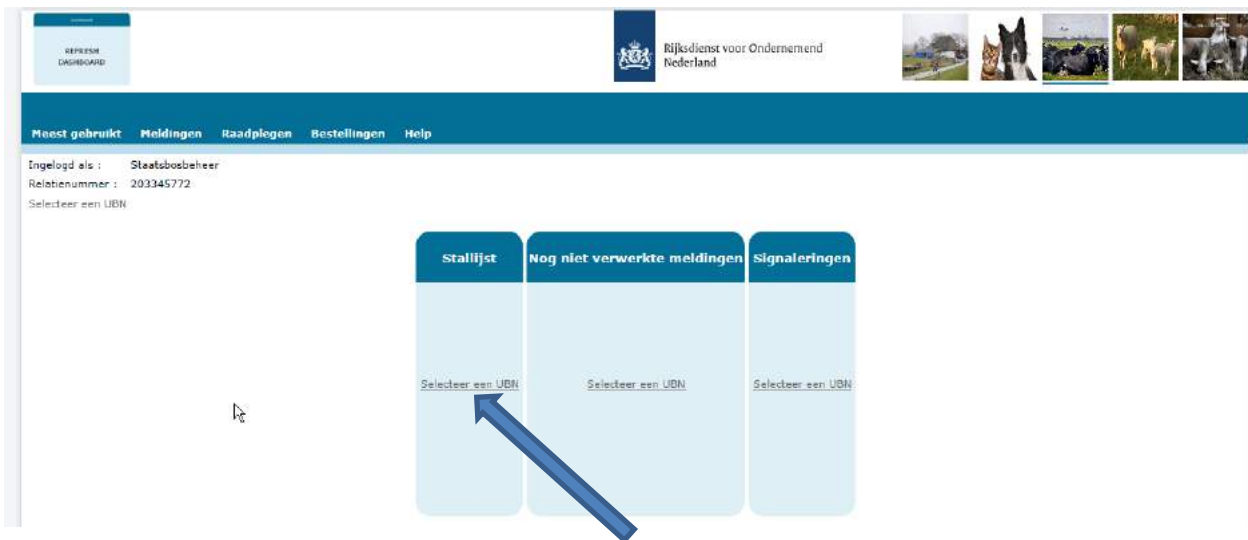 REFRESH
DASHBOARD
Rijksdienst voor Ondernemend
Nederland
Meest gebruikt Meldingen Raadplegen Bestellingen Help
Ingelogd als : Staatsbosbeheer
Relatienummer : 203345772
Selecteer een UBN
Stallijst Nog niet verwerkte meldingen Signaleringen
Selecteer een UBN Selecteer een UBN Selecteer een UBN